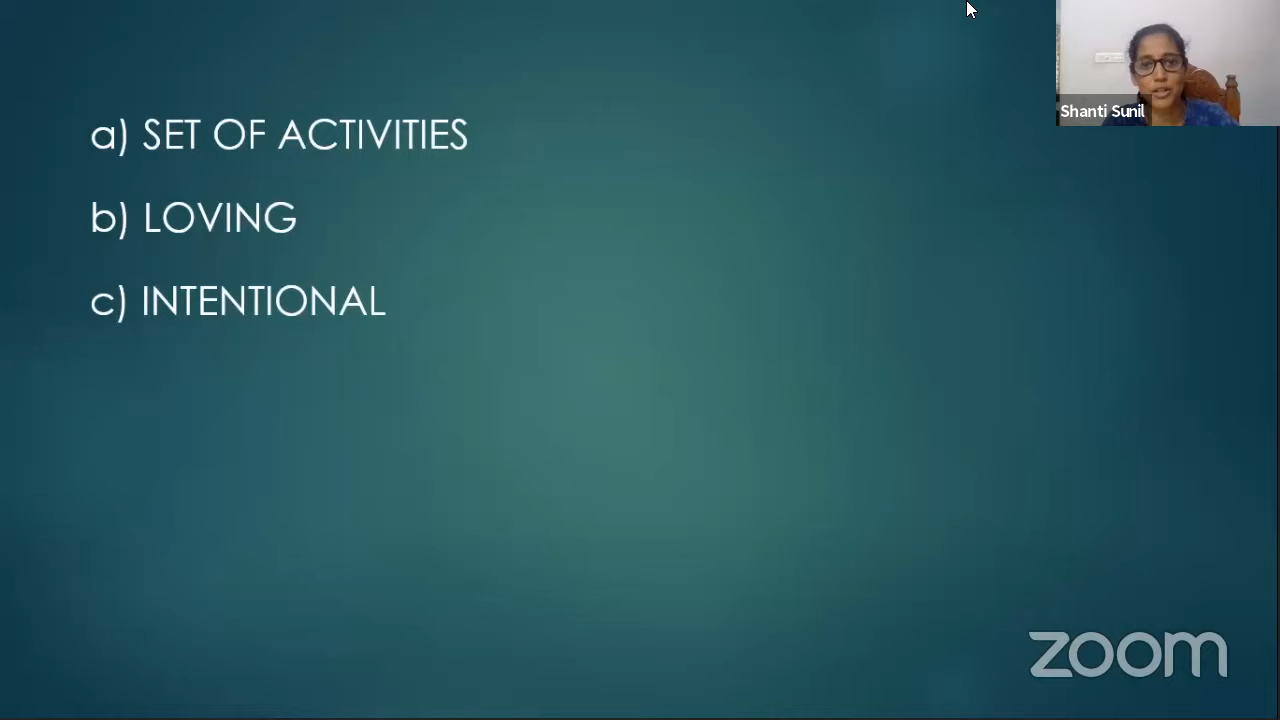 a) SET OF ACTIVITIES
b) LOVING
c) INTENTIONAL
Shanti Sunil
zoom